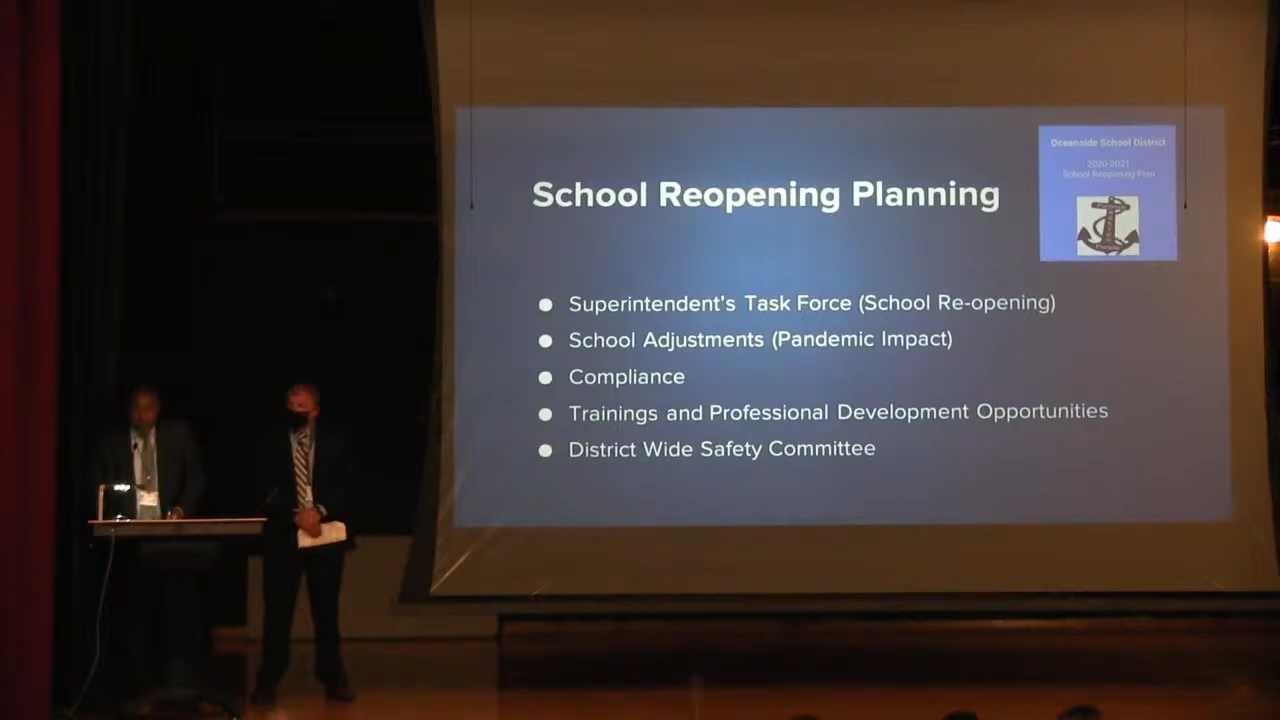 Oceanside School District
2020-2021
School Reopening Plan
School Reopening Planning
Superintendent's Task Force (School Re-opening)
School Adjustments (Pandemic Impact)
Compliance
Trainings and Professional Development Opportunities
District Wide Safety Committee